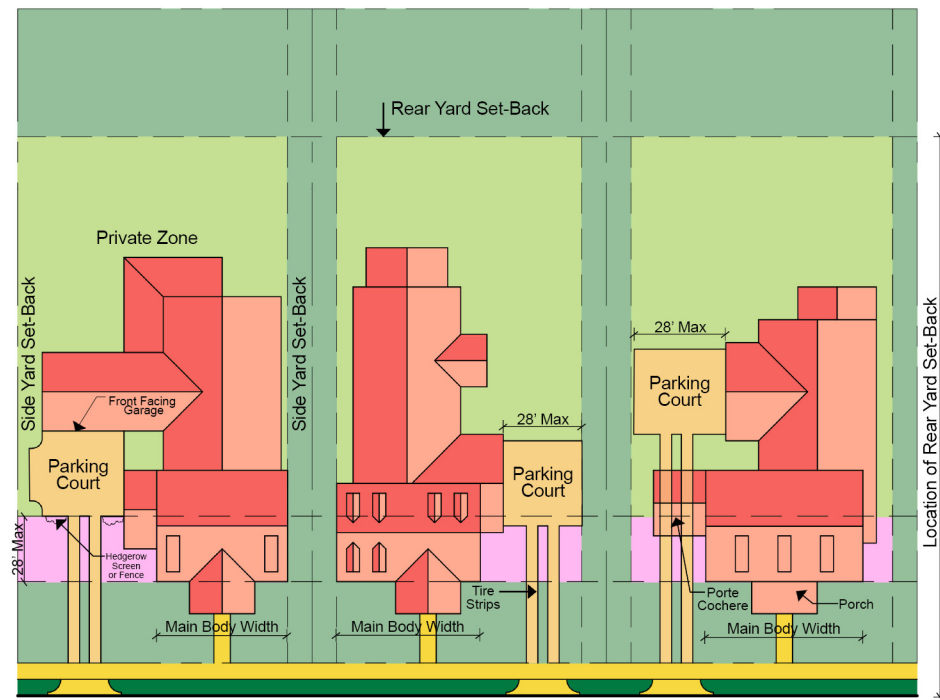 Rear Yard Set-Back
Private Zone
Side Yard Set-Back
Side Yard Set-Back
Location of Rear Yard Set-Back
28' Max
Front Facing
Garage
Parking
Court
28' Max
Parking
Court
28' Max
Parking
Court
28' Max
Hedgerow
Screen
or Fence
Tire
Strips
Porte
Cochere
Porch
Main Body Width
Main Body Width
Main Body Width